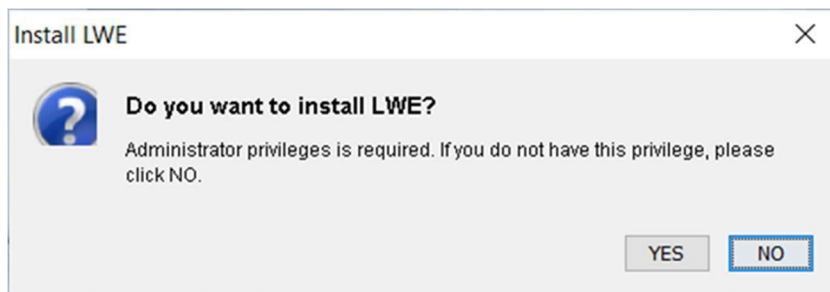 Install LWE
Do you want to install LWE?
Administrator privileges is required. If you do not have this privilege, please
click NO.
YES NO